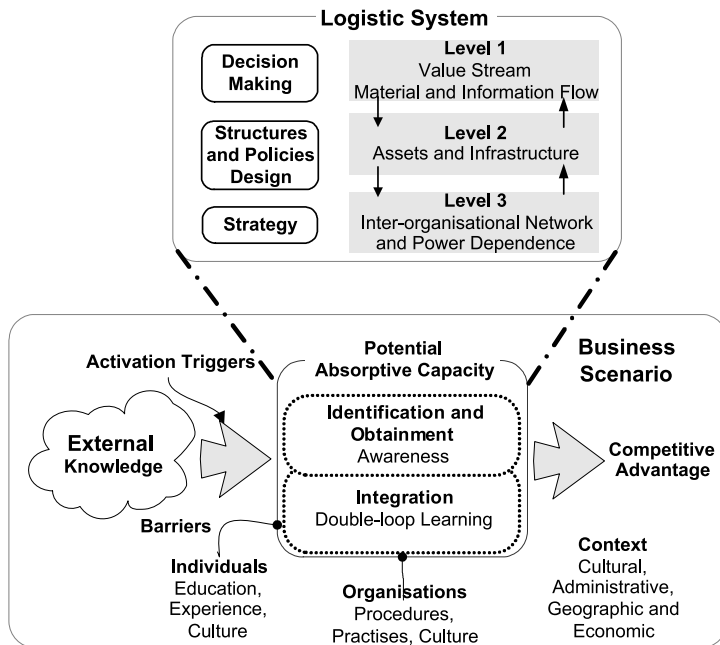 Logistic System
Decision
Making
Level 1
Value Stream
Material and Information Flow
Structures
and Policies
Design
Level 2
Assets and Infrastructure
Strategy
Level 3
Inter-organisational Network
and Power Dependence
Business
Scenario
Activation Triggers
External
Knowledge
Potential
Absorptive Capacity
Identification and
Obtainment
Awareness
Integration
Double-loop Learning
Competitive
Advantage
Barriers
Individuals
Education,
Experience,
Culture
Organisations
Procedures,
Practises, Culture
Context
Cultural,
Administrative,
Geographic and
Economic